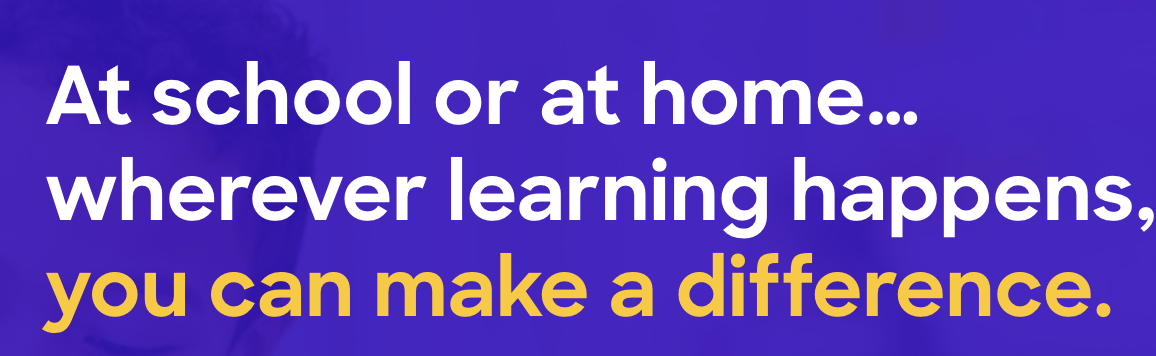 At school or at home...
wherever learning happens,
you can make a difference.